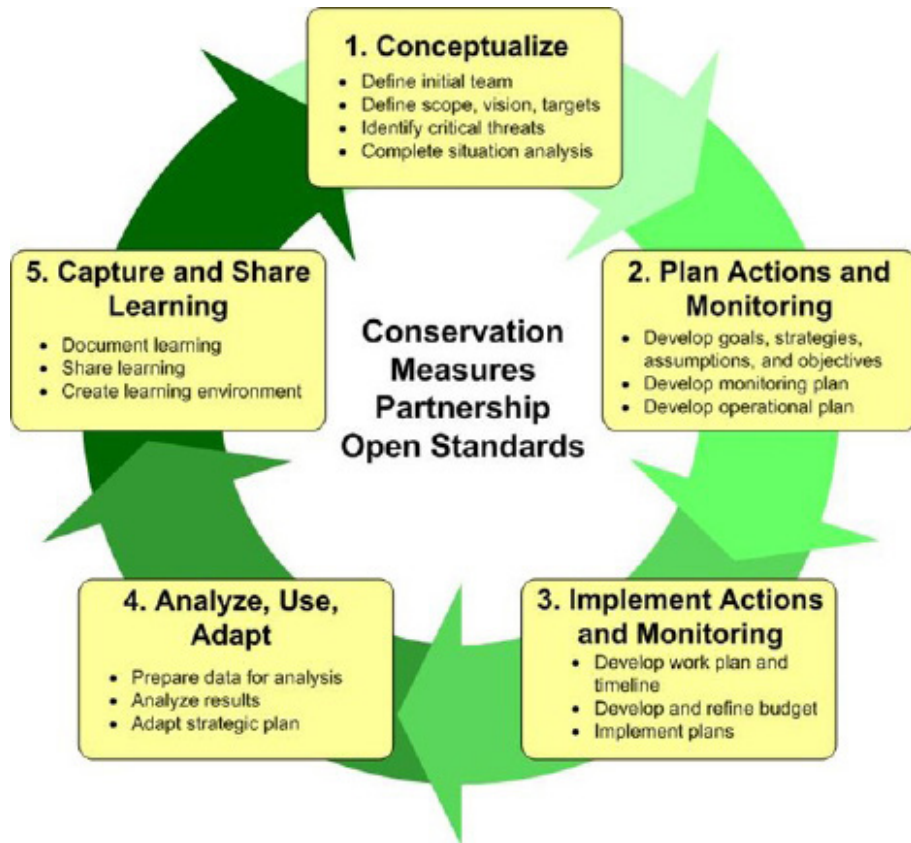 1. Conceptualize
• Define initial team
• Define scope, vision, targets
• Identify critical threats
• Complete situation analysis
2. Plan Actions and
Monitoring
• Develop goals, strategies,
assumptions, and objectives
• Develop monitoring plan
• Develop operational plan
3. Implement Actions
and Monitoring
• Develop work plan and
timeline
• Develop and refine budget
• Implement plans
4. Analyze, Use,
Adapt
• Prepare data for analysis
• Analyze results
• Adapt strategic plan
5. Capture and Share
Learning
• Document learning
• Share learning
• Create learning environment
Conservation
Measures
Partnership
Open Standards